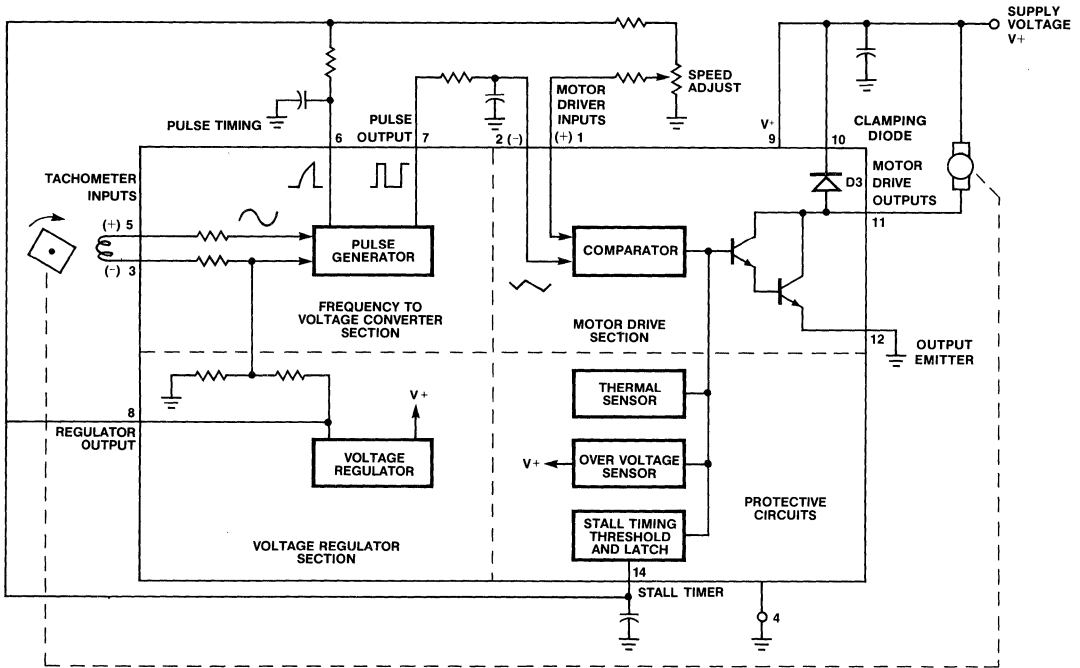 SUPPLY
VOLTAGE
V+
SPEED
ADJUST
MOTOR
DRIVER
INPUTS
PULSE TIMING
PULSE
OUTPUT
6
7
2 (-)
(+) 1
V+
9
10
CLAMPING
DIODE
TACHOMETER
INPUTS
(+) 5
(-) 3
PULSE
GENERATOR
COMPARATOR
D3
MOTOR
DRIVE
OUTPUTS
11
FREQUENCY TO
VOLTAGE CONVERTER
SECTION
MOTOR DRIVE
SECTION
12
OUTPUT
EMITTER
8
REGULATOR
OUTPUT
V+
VOLTAGE
REGULATOR
VOLTAGE REGULATOR
SECTION
THERMAL
SENSOR
V+
OVER VOLTAGE
SENSOR
STALL TIMING
THRESHOLD
AND LATCH
PROTECTIVE
CIRCUITS
14
STALL TIMER
4